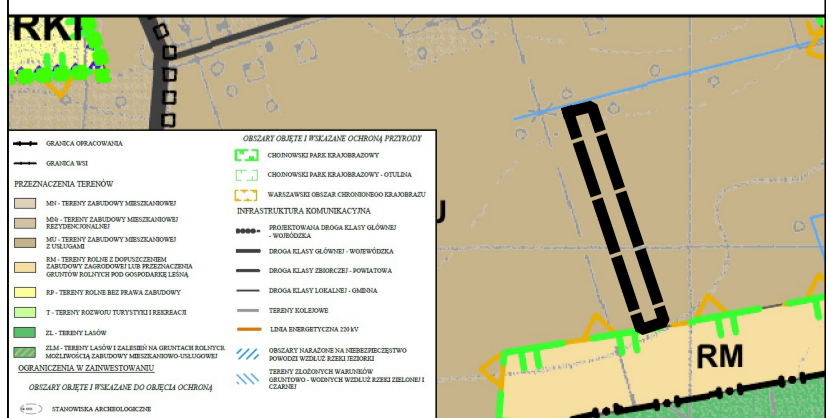 RKI
U
RM
GRANICA OPRACOWANIA
GRANICA WSI
PRZEZNACZENIA TERENÓW
MN - TERENY ZABUDOWY MIESZKANIOWEJ
MNr - TERENY ZABUDOWY MIESZKANIOWEJ
REZYDENCJONALNEJ
MU - TERENY ZABUDOWY MIESZKANIOWEJ
Z USŁUGAMI
RM - TERENY ROLNE Z DOPUSZCZENIEM
ZABUDOWY ZAGRODOWEJ LUB PRZEZNACZENIA
GRUNTÓW ROLNYCH POD GOSPODARKĘ LEŚNĄ
RP - TERENY ROLNE BEZ PRAWA ZABUDOWY
T - TERENY ROZWOJU TURYSTYKI I REKREACJI
ZL - TERENY LASÓW
ZLM - TERENY LASÓW I ZALESIEŃ NA GRUNTACH ROLNYCH
MOŻLIWOŚCIĄ ZABUDOWY MIESZKANIOWO-USŁUGOWEJ
OGRANICZENIA W ZAINWESTOWANIU
OBSZARY OBJĘTE I WSKAZANE DO OBJĘCIA OCHRONĄ
STANOWISKA ARCHEOLOGICZNE
OBSZARY OBJĘTE I WSKAZANE OCHRONĄ PRZYRODY
CHOJNOWSKI PARK KRAJOBRAZOWY
CHOJNOWSKI PARK KRAJOBRAZOWY - OTULINA
WARSZAWSKI OBSZAR CHRONIONEGO KRAJOBRAZU
INFRASTRUKTURA KOMUNIKACYJNA
PROJEKTOWANA DROGA KLASY GŁÓWNEJ
- WOJEWÓDZKA
DROGA KLASY GŁÓWNEJ - WOJEWÓDZKA
DROGA KLASY ZBIORCZEJ - POWIATOWA
DROGA KLASY LOKALNEJ - GMINNA
TERENY KOLEJOWE
LINIA ENERGETYCZNA 220 kV
OBSZARY NARAŻONE NA NIEBEZPIECZEŃSTWO
POWODZI WZDŁUŻ RZEKI JEZIORKI
TERENY ZŁOŻONYCH WARUNKÓW
GRUNTOWO - WODNYCH WZDŁUŻ RZEKI ZIELONEJ I
CZARNEJ